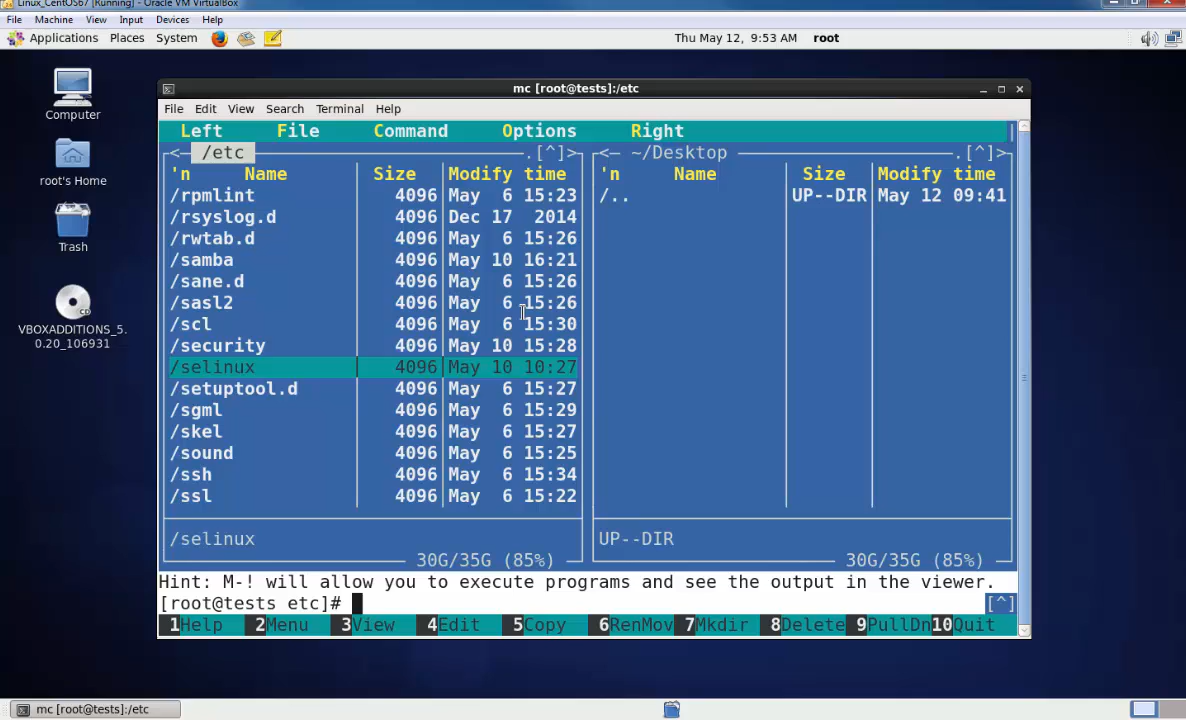 Linux_CentOS67 [Running] - Oracle VM VirtualBox
File Machine View Input Devices Help
Applications Places System Thu May 12, 9:53 AM root
Computer
root's Home
Trash
VBOXADDITIONS_5.
0.20_106931
mc [root@tests]:/etc
File Edit View Search Terminal Help
Left File Command Options Right
<─ /etc .[^]> <─ ~/Desktop .[^]>
'n Name Size Modify time 'n Name Size Modify time
/rpmlint 4096 May 6 15:23 /.. UP--DIR May 12 09:41
/rsyslog.d 4096 Dec 17 2014
/rwtab.d 4096 May 6 15:26
/samba 4096 May 10 16:21
/sane.d 4096 May 6 15:26
/sasl2 4096 May 6 15:26
/scl 4096 May 6 15:30
/security 4096 May 10 15:28
/selinux 4096 May 10 10:27
/setuptool.d 4096 May 6 15:27
/sgml 4096 May 6 15:29
/skel 4096 May 6 15:27
/sound 4096 May 6 15:25
/ssh 4096 May 6 15:34
/ssl 4096 May 6 15:22
/selinux UP--DIR
30G/35G (85%) 30G/35G (85%)
Hint: M-! will allow you to execute programs and see the output in the viewer.
[root@tests etc]# [^]
1Help 2Menu 3View 4Edit 5Copy 6RenMov 7Mkdir 8Delete 9PullDn 10Quit
mc [root@tests]:/etc